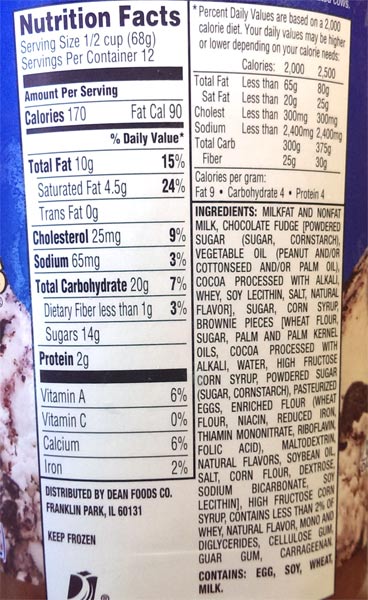 Nutrition Facts
Serving Size 1/2 cup (68g)
Servings Per Container 12
Amount Per Serving
Calories 170 Fat Cal 90
% Daily Value*
Total Fat 10g 15%
Saturated Fat 4.5g 24%
Trans Fat 0g
Cholesterol 25mg 9%
Sodium 65mg 3%
Total Carbohydrate 20g 7%
Dietary Fiber less than 1g 3%
Sugars 14g
Protein 2g
Vitamin A 6%
Vitamin C 0%
Calcium 6%
Iron 2%
DISTRIBUTED BY DEAN FOODS CO.
FRANKLIN PARK, IL 60131
KEEP FROZEN
*Percent Daily Values are based on a 2,000
calorie diet. Your daily values may be higher
or lower depending on your calorie needs:
Calories: 2,000 2,500
Total Fat Less than 65g 80g
Sat Fat Less than 20g 25g
Cholest Less than 300mg 300mg
Sodium Less than 2,400mg 2,400mg
Total Carb 300g 375g
Fiber 25g 30g
Calories per gram:
Fat 9 • Carbohydrate 4 • Protein 4
INGREDIENTS: MILKFAT AND NONFAT
MILK, CHOCOLATE FUDGE [POWDERED
SUGAR (SUGAR, CORNSTARCH),
VEGETABLE OIL (PEANUT AND/OR
COTTONSEED AND/OR PALM OIL),
COCOA PROCESSED WITH ALKALI,
WHEY, SOY LECITHIN, SALT, NATURAL
FLAVOR], SUGAR, CORN SYRUP,
BROWNIE PIECES [WHEAT FLOUR,
SUGAR, PALM AND PALM KERNEL
OILS, COCOA PROCESSED WITH
ALKALI, WATER, HIGH FRUCTOSE
CORN SYRUP, POWDERED SUGAR
(SUGAR, CORNSTARCH), PASTEURIZED
EGGS, ENRICHED FLOUR (WHEAT
FLOUR, NIACIN, REDUCED IRON,
THIAMIN MONONITRATE, RIBOFLAVIN,
FOLIC ACID), MALTODEXTRIN,
NATURAL FLAVORS, SOYBEAN OIL,
SALT, CORN FLOUR, DEXTROSE,
SODIUM BICARBONATE, SOY
LECITHIN], HIGH FRUCTOSE CORN
SYRUP, CONTAINS LESS THAN 2% OF
WHEY, NATURAL FLAVOR, MONO AND
DIGLYCERIDES, CELLULOSE GUM,
GUAR GUM, CARRAGEENAN.
CONTAINS: EGG, SOY, WHEAT,
MILK.